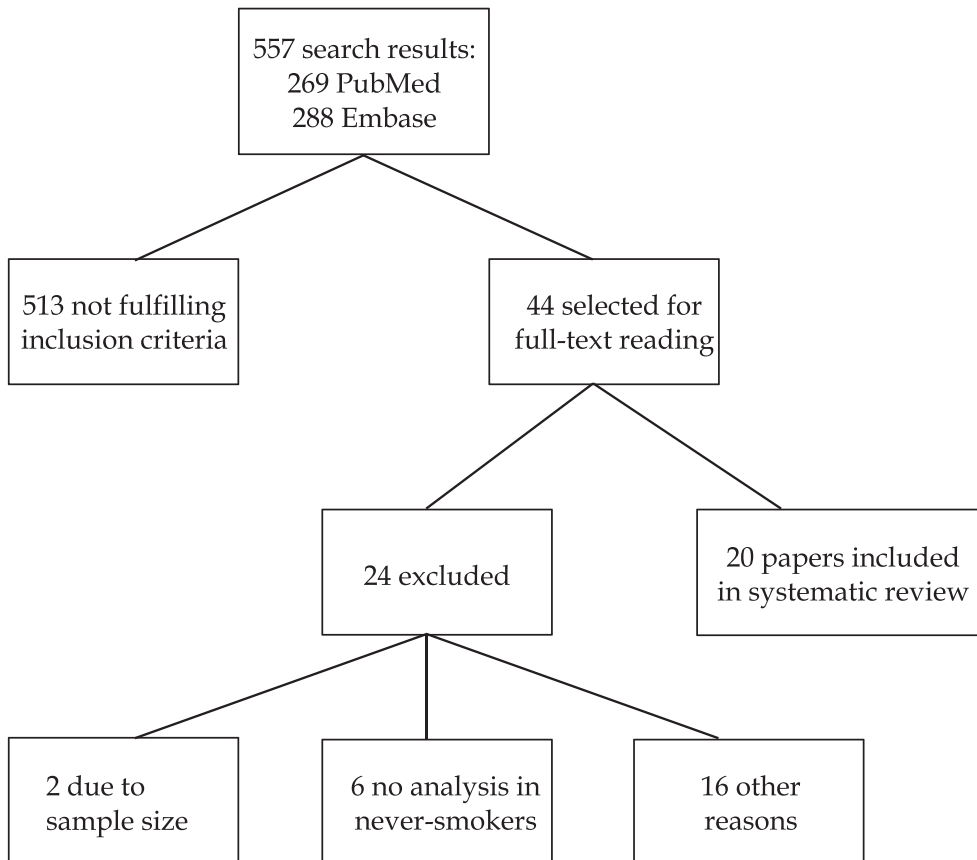 557 search results:
269 PubMed
288 Embase
513 not fulfilling
inclusion criteria
44 selected for
full-text reading
24 excluded
20 papers included
in systematic review
2 due to
sample size
6 no analysis in
never-smokers
16 other
reasons